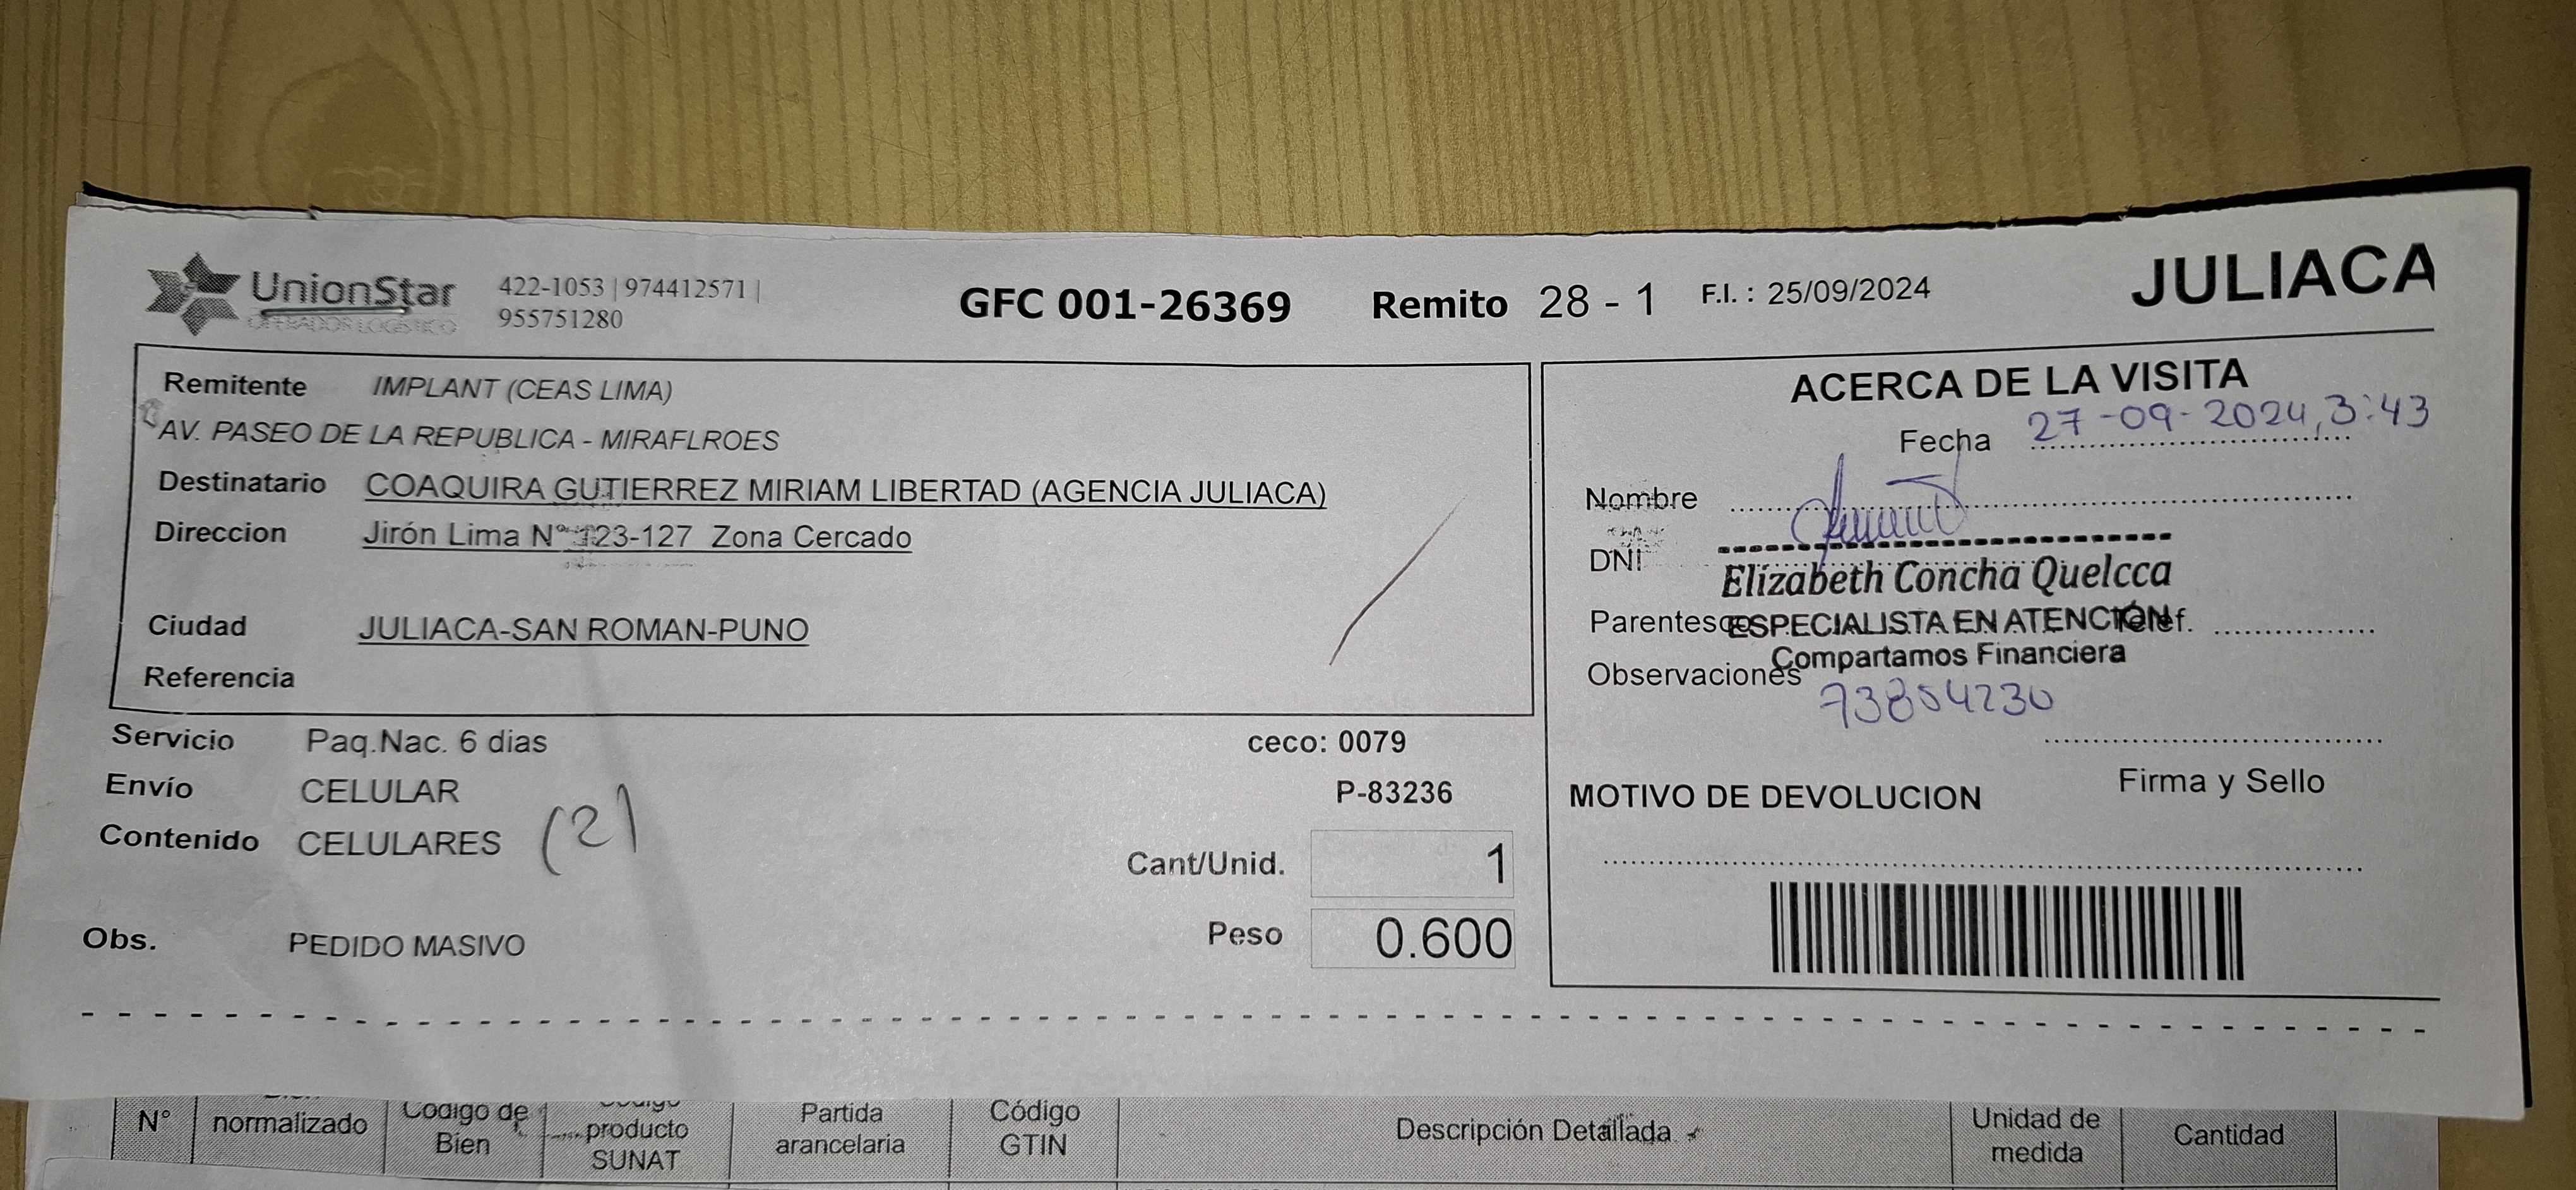 UnionStar
OPERADOR LOGISTICO
422-1053 | 974412571 |
955751280
GFC 001-26369
Remito 28 - 1
F.I. : 25/09/2024
JULIACA
Remitente IMPLANT (CEAS LIMA)
AV. PASEO DE LA REPUBLICA - MIRAFLROES
Destinatario COAQUIRA GUTIERREZ MIRIAM LIBERTAD (AGENCIA JULIACA)
Direccion Jirón Lima N° 123-127 Zona Cercado
Ciudad JULIACA-SAN ROMAN-PUNO
Referencia
Servicio Paq.Nac. 6 dias
ceco: 0079
Envío CELULAR
P-83236
Contenido CELULARES (2)
Cant/Unid. 1
Peso 0.600
Obs. PEDIDO MASIVO
ACERCA DE LA VISITA
Fecha 27-09-2024, 3:43
Nombre
DNI
Elizabeth Concha Quelcca
Parentesco
ESPECIALISTA EN ATENCIÓN
Telef.
Compartamos Financiera
Observaciones
73854230
Firma y Sello
MOTIVO DE DEVOLUCION
N°
normalizado
Código de
Bien
Código
producto
SUNAT
Partida
arancelaria
Código
GTIN
Descripción Detallada
Unidad de
medida
Cantidad